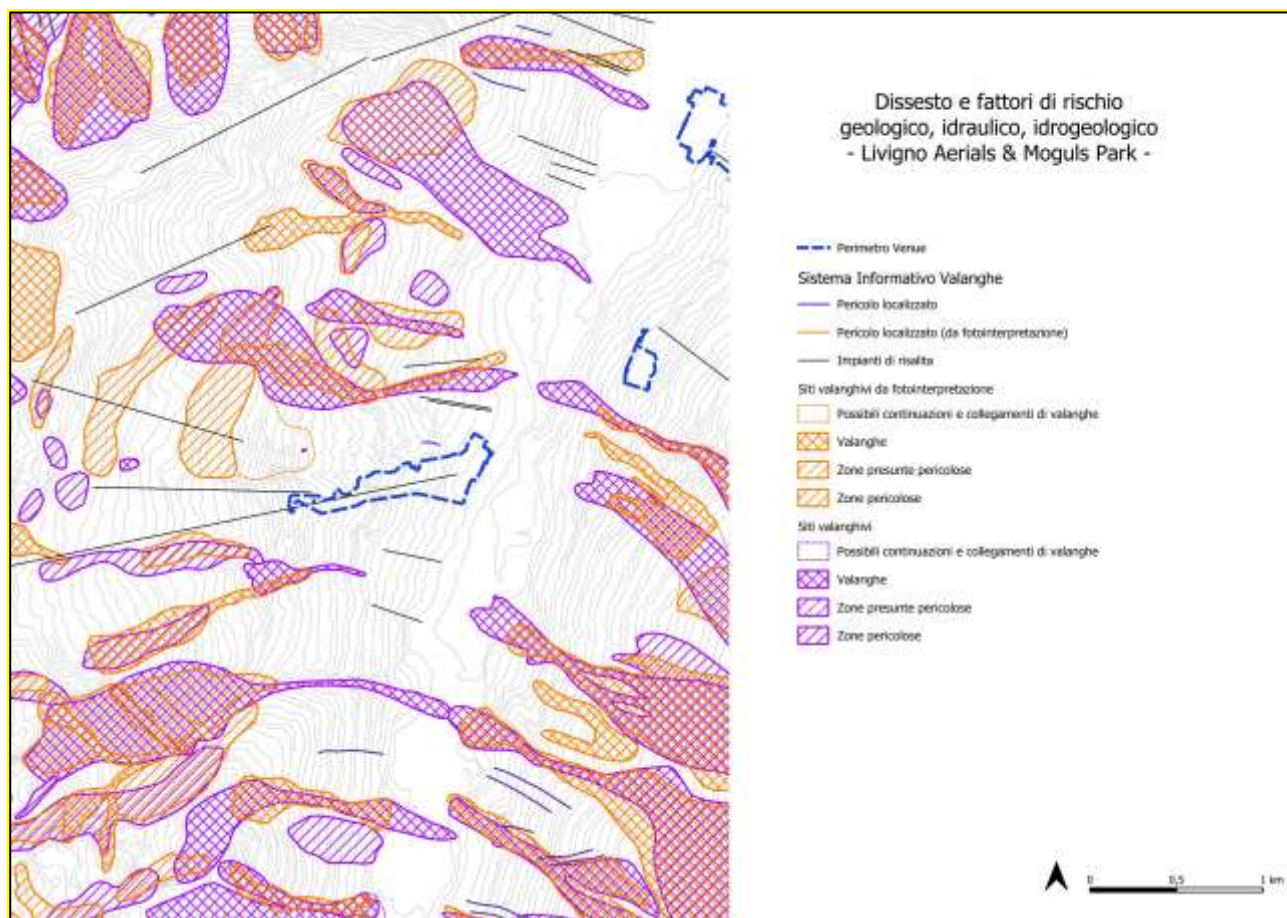 Dissesto e fattori di rischio
geologico, idraulico, idrogeologico
- Livigno Aerials & Moguls Park -
Perimetro Venue
Sistema Informativo Valanghe
Pericolo localizzato
Pericolo localizzato (da fotointerpretazione)
Impianti di risalita
Siti valanghivi da fotointerpretazione
Possibili continuazioni e collegamenti di valanghe
Valanghe
Zone presunte pericolose
Zone pericolose
Siti valanghivi
Possibili continuazioni e collegamenti di valanghe
Valanghe
Zone presunte pericolose
Zone pericolose
0 0,5 1 km